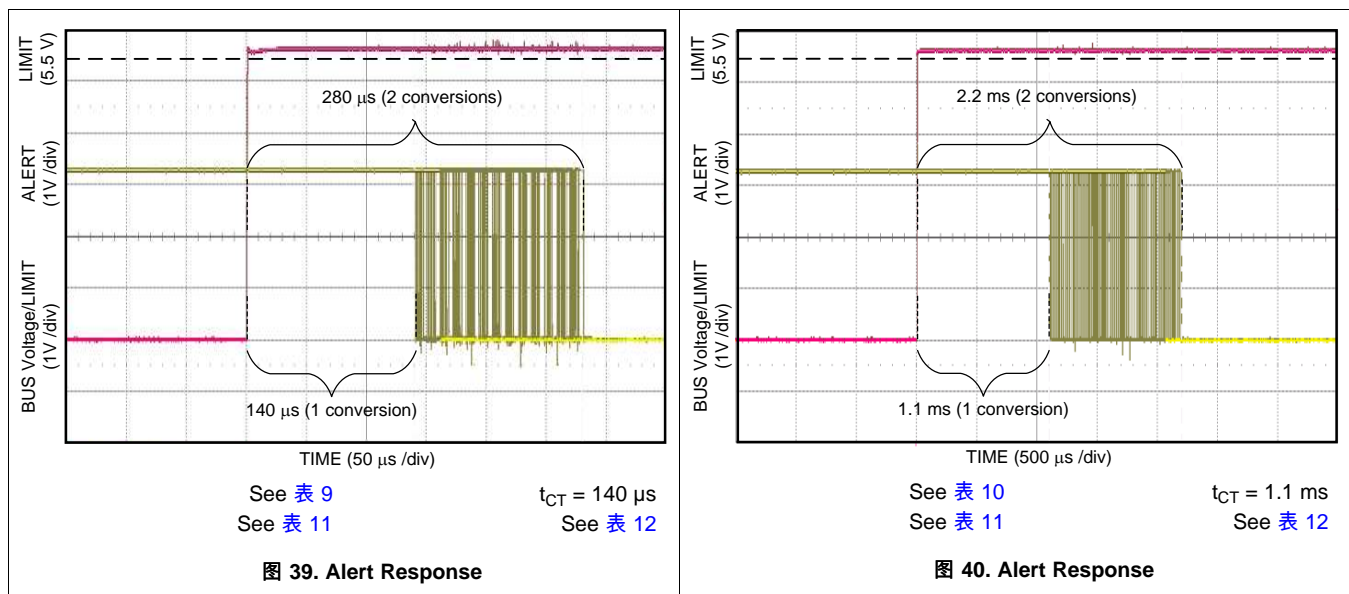 LIMIT
(5.5 V)
ALERT
(1V /div)
BUS Voltage/LIMIT
(1V /div)
280 µs (2 conversions)
140 µs (1 conversion)
TIME (50 µs /div)
See 表 9
t_CT = 140 µs
See 表 11
See 表 12
图 39. Alert Response
LIMIT
(5.5 V)
ALERT
(1V /div)
BUS Voltage/LIMIT
(1V /div)
2.2 ms (2 conversions)
1.1 ms (1 conversion)
TIME (500 µs /div)
See 表 10
t_CT = 1.1 ms
See 表 11
See 表 12
图 40. Alert Response